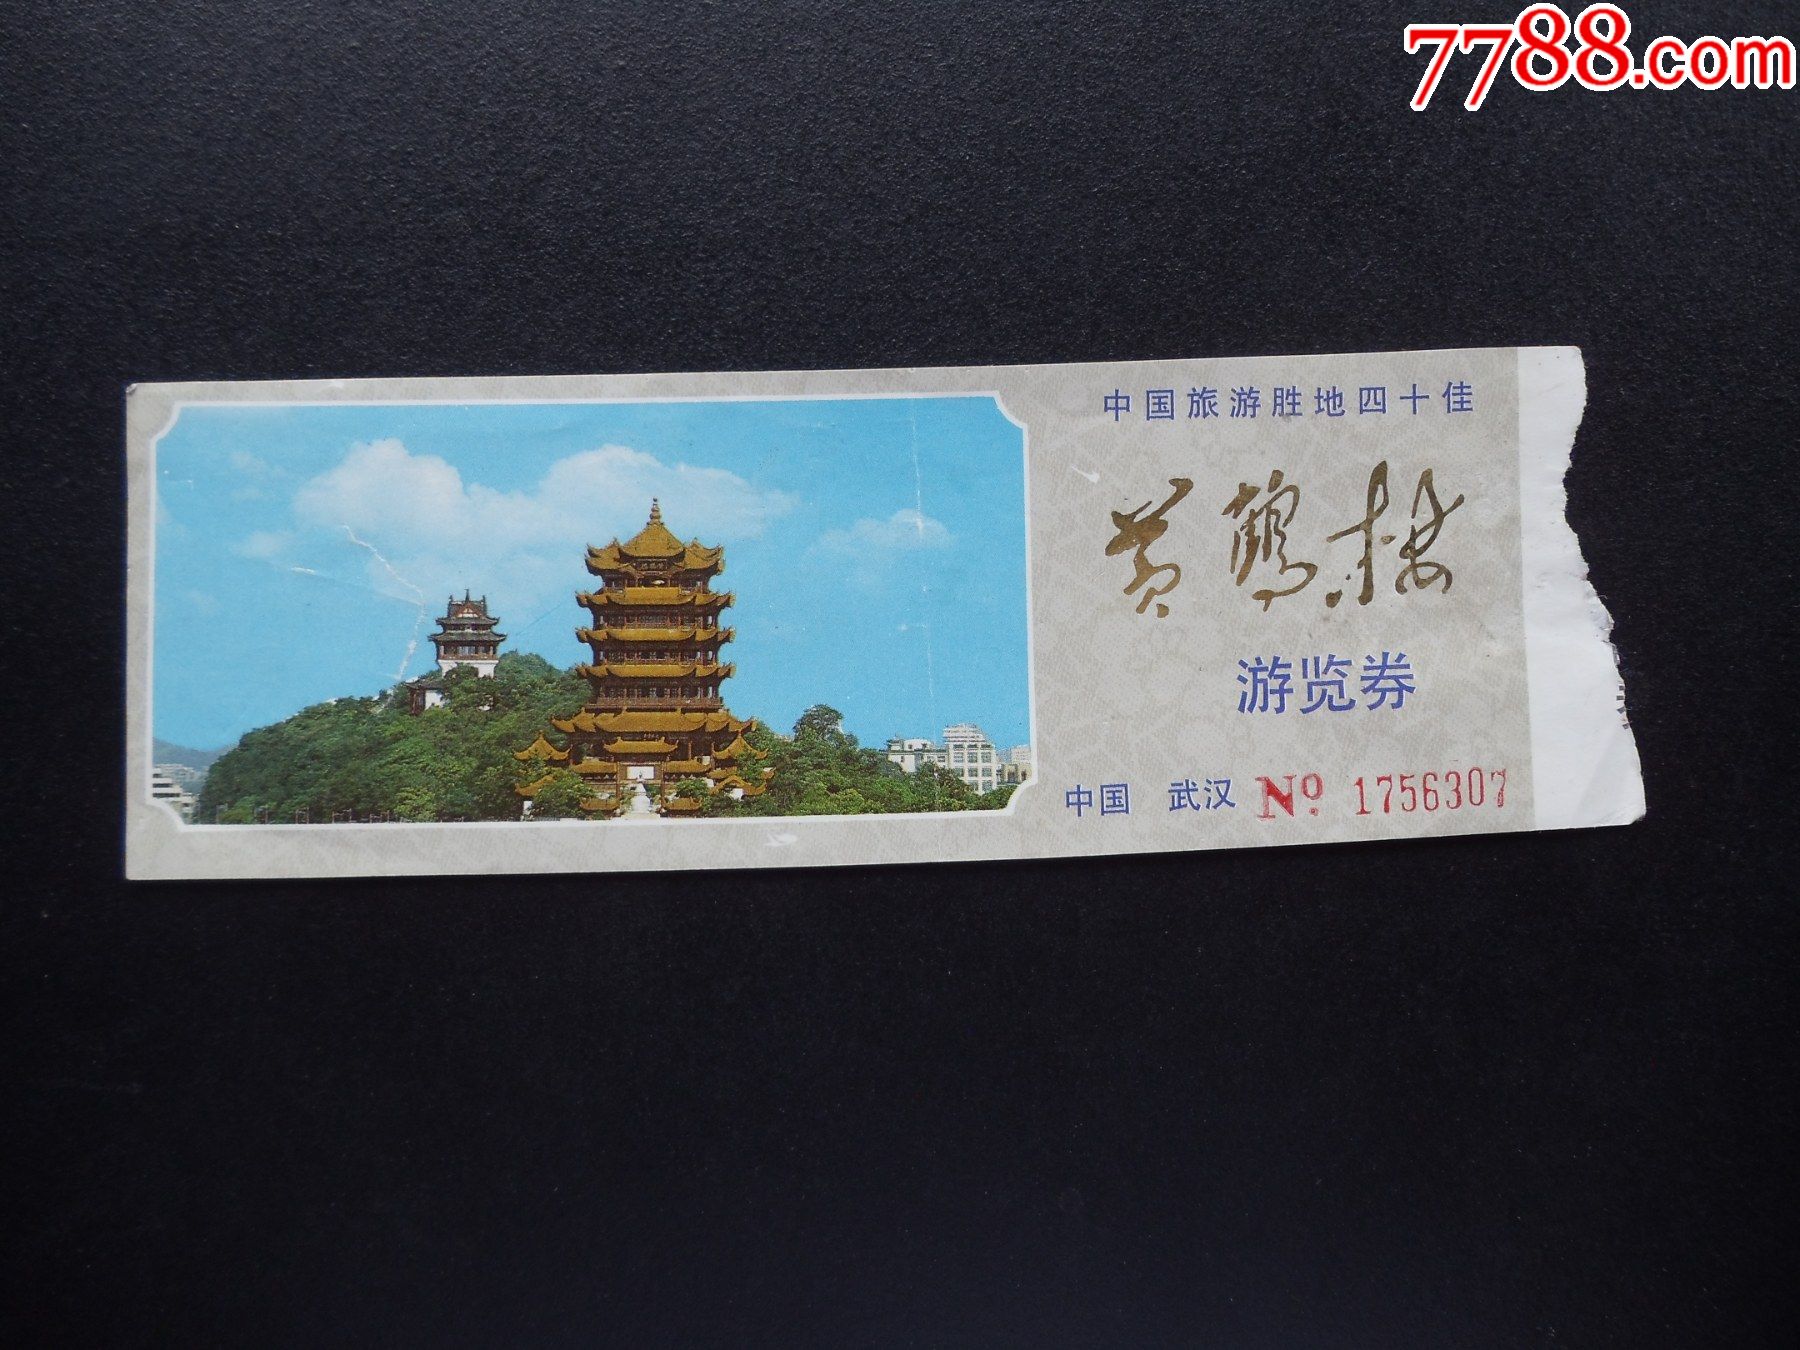 7788.com
中国旅游胜地四十佳
黄鹤楼
游览券
中国 武汉 № 1756307